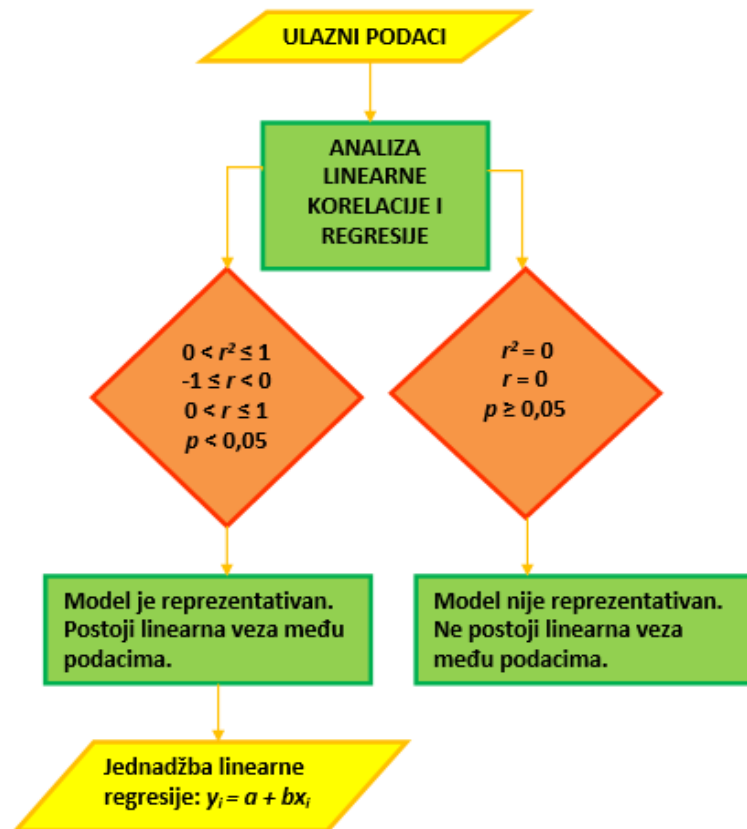 ULAZNI PODACI
ANALIZA
LINEARNE
KORELACIJE I
REGRESIJE
0 < r² ≤ 1
-1 ≤ r < 0
0 < r ≤ 1
p < 0,05
r² = 0
r = 0
p ≥ 0,05
Model je reprezentativan.
Postoji linearna veza među
podacima.
Model nije reprezentativan.
Ne postoji linearna veza
među podacima.
Jednadžba linearne
regresije: yᵢ = a + bxᵢ